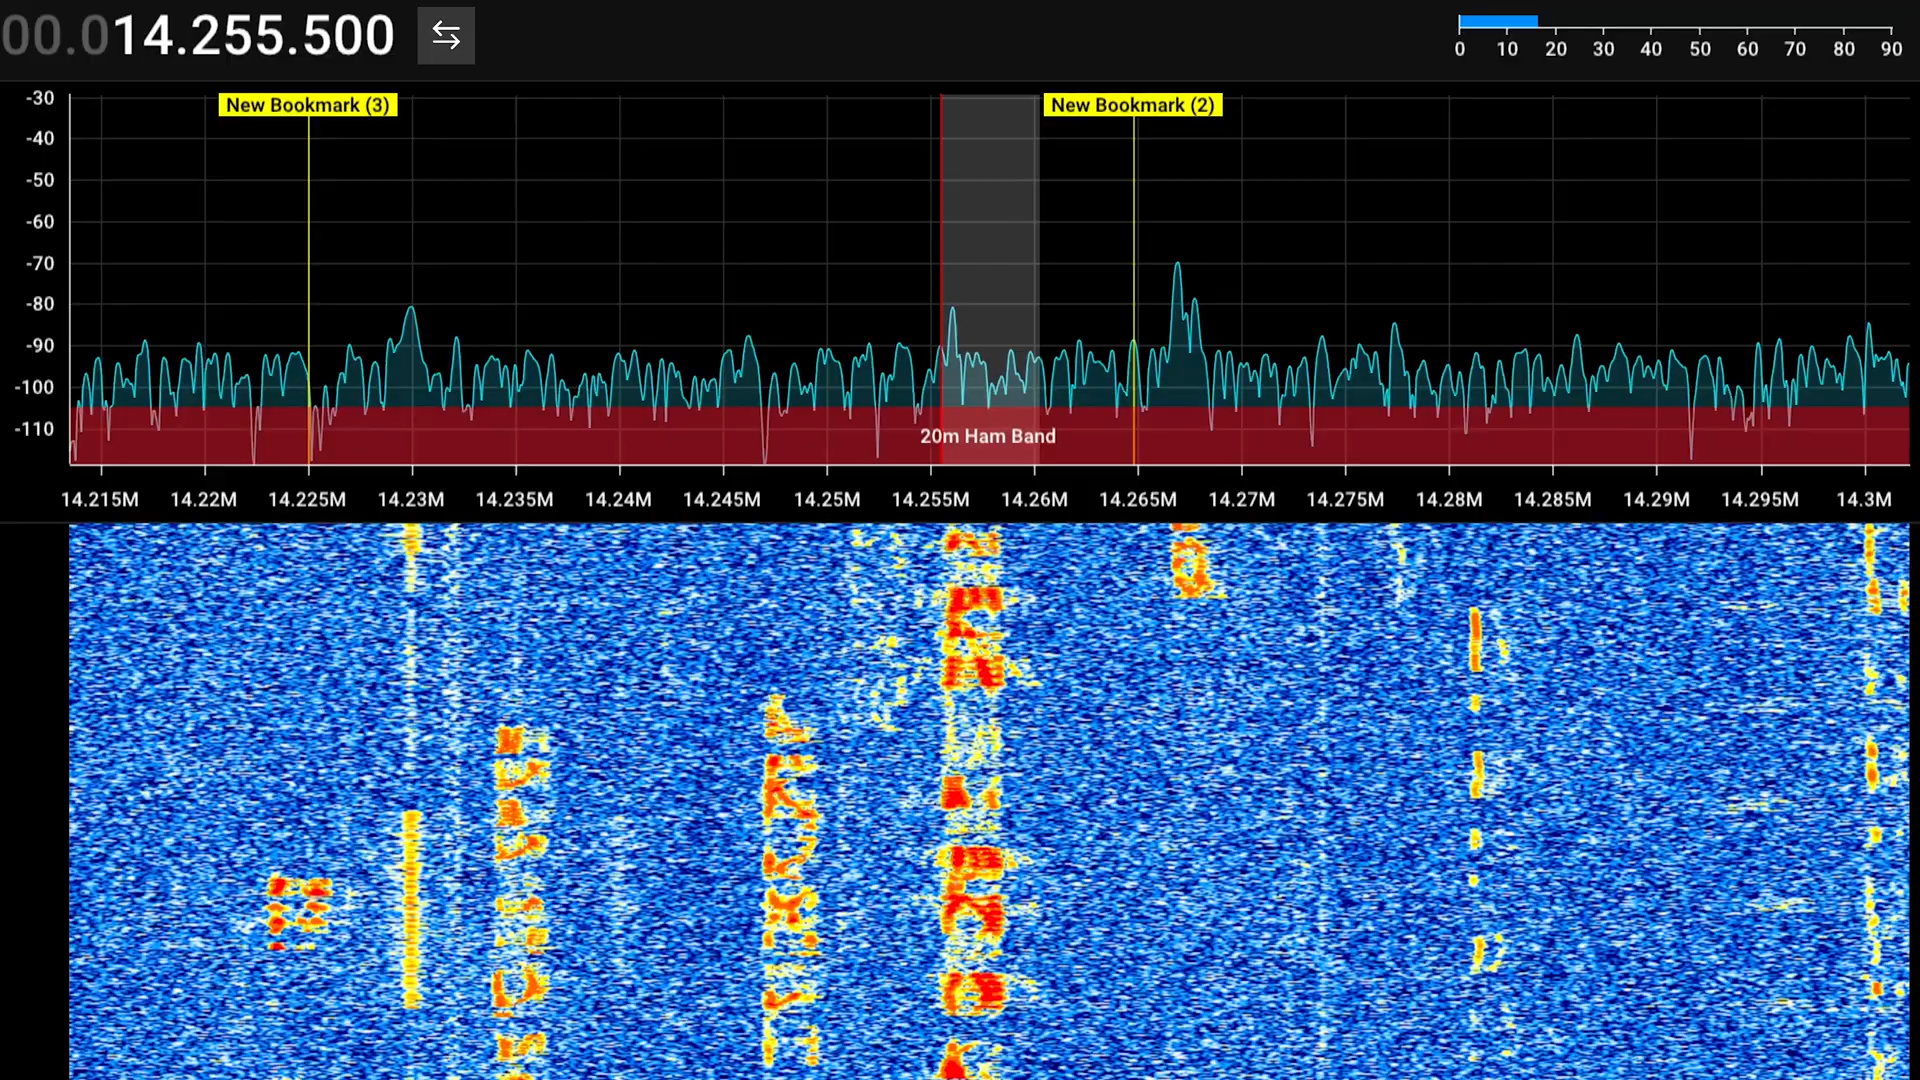 00.014.255.500
0 10 20 30 40 50 60 70 80 90
New Bookmark (3)
New Bookmark (2)
-30
-40
-50
-60
-70
-80
-90
-100
-110
20m Ham Band
14.215M 14.22M 14.225M 14.23M 14.235M 14.24M 14.245M 14.25M 14.255M 14.26M 14.265M 14.27M 14.275M 14.28M 14.285M 14.29M 14.295M 14.3M